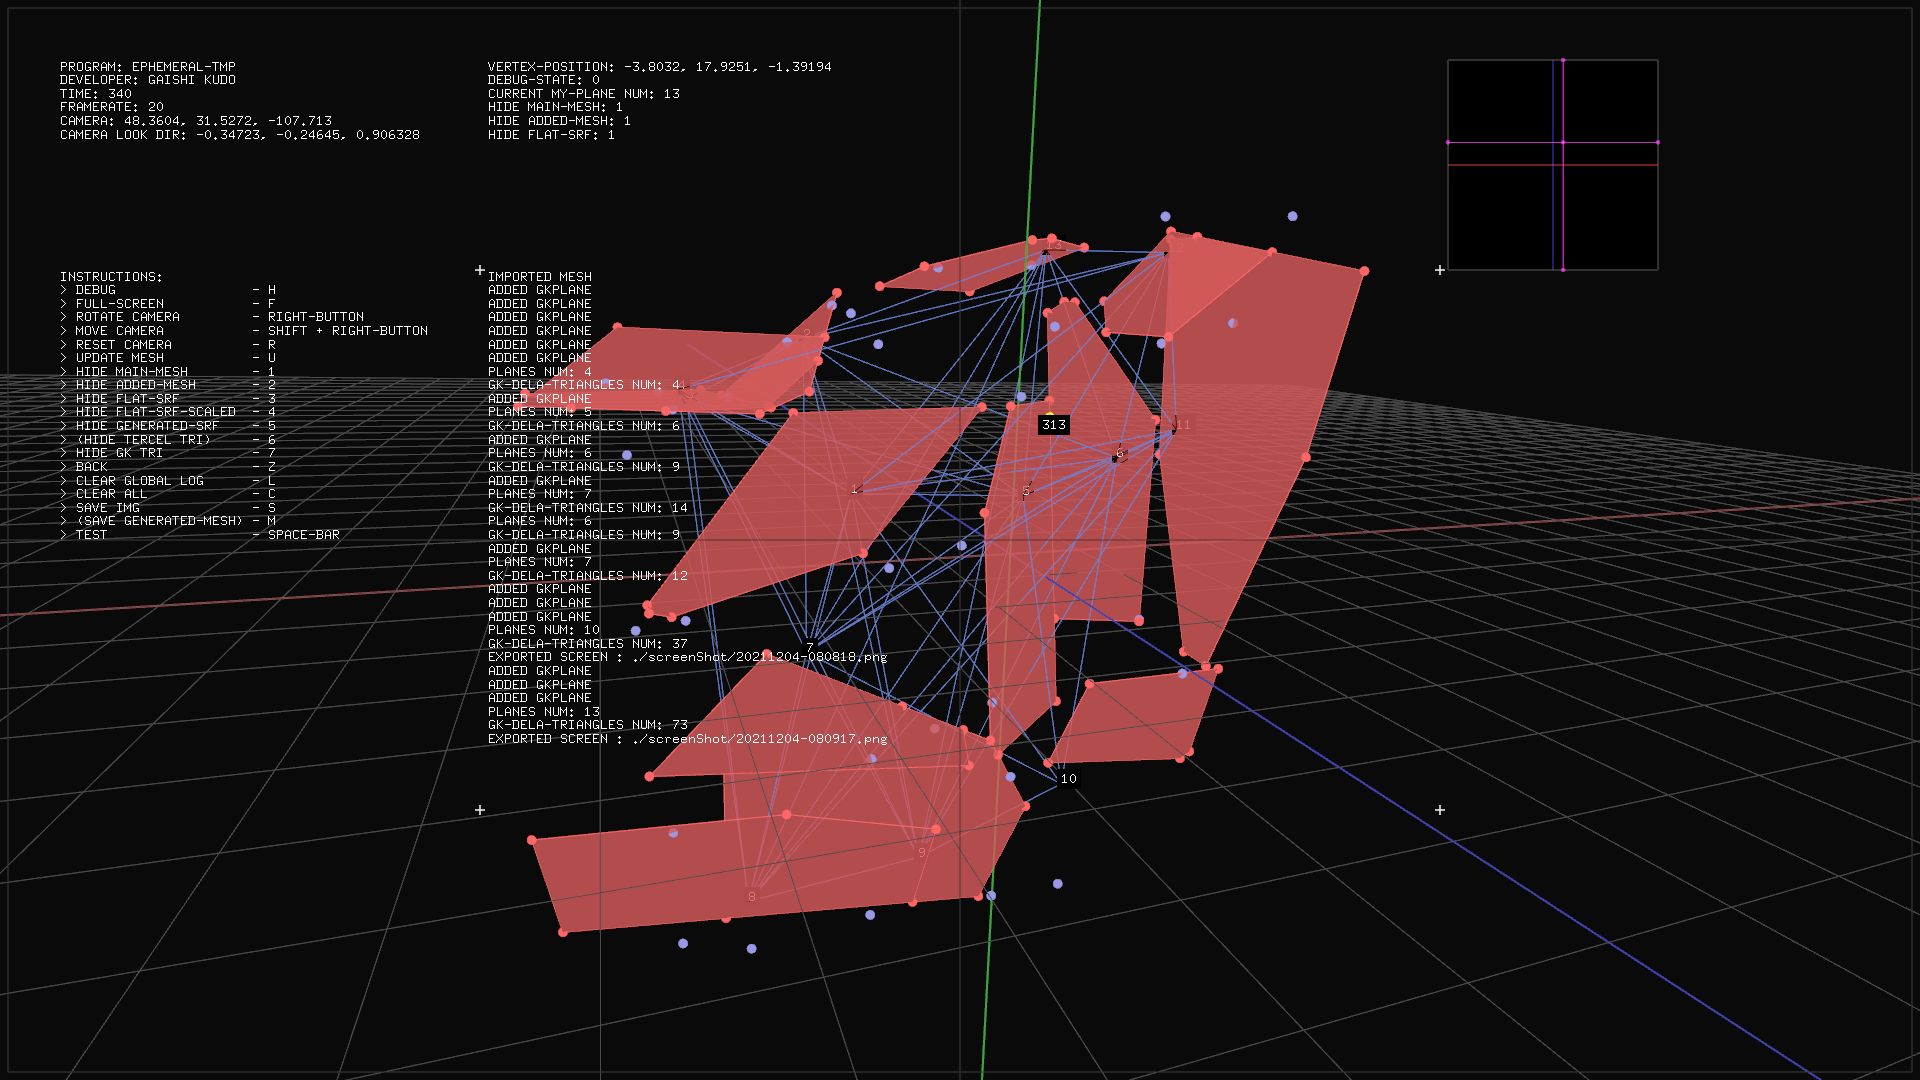 PROGRAM: EPHEMERAL-TMP
DEVELOPER: GAISHI KUDO
TIME: 340
FRAMERATE: 20
CAMERA: 48.3604, 31.5272, -107.713
CAMERA LOOK DIR: -0.34723, -0.24645, 0.906328
VERTEX-POSITION: -3.8032, 17.9251, -1.39194
DEBUG-STATE: 0
CURRENT MY-PLANE NUM: 13
HIDE MAIN-MESH: 1
HIDE ADDED-MESH: 1
HIDE FLAT-SRF: 1
INSTRUCTIONS:
> DEBUG - H
> FULL-SCREEN - F
> ROTATE CAMERA - RIGHT-BUTTON
> MOVE CAMERA - SHIFT + RIGHT-BUTTON
> RESET CAMERA - R
> UPDATE MESH - U
> HIDE MAIN-MESH - 1
> HIDE ADDED-MESH - 2
> HIDE FLAT-SRF - 3
> HIDE FLAT-SRF-SCALED - 4
> HIDE GENERATED-SRF - 5
> (HIDE TERCEL TRI) - 6
> HIDE GK TRI - 7
> BACK - Z
> CLEAR GLOBAL LOG - L
> CLEAR ALL - C
> SAVE IMG - S
> (SAVE GENERATED-MESH) - M
> TEST - SPACE-BAR
IMPORTED MESH
ADDED GKPLANE
ADDED GKPLANE
ADDED GKPLANE
ADDED GKPLANE
ADDED GKPLANE
ADDED GKPLANE
PLANES NUM: 4
GK-DELA-TRIANGLES NUM: 4
ADDED GKPLANE
PLANES NUM: 5
GK-DELA-TRIANGLES NUM: 6
ADDED GKPLANE
PLANES NUM: 6
GK-DELA-TRIANGLES NUM: 9
ADDED GKPLANE
PLANES NUM: 7
GK-DELA-TRIANGLES NUM: 14
PLANES NUM: 6
GK-DELA-TRIANGLES NUM: 9
ADDED GKPLANE
PLANES NUM: 7
GK-DELA-TRIANGLES NUM: 12
ADDED GKPLANE
ADDED GKPLANE
ADDED GKPLANE
PLANES NUM: 10
GK-DELA-TRIANGLES NUM: 37
EXPORTED SCREEN : ./screenShot/20211204-080818.png
ADDED GKPLANE
ADDED GKPLANE
ADDED GKPLANE
PLANES NUM: 13
GK-DELA-TRIANGLES NUM: 73
EXPORTED SCREEN : ./screenShot/20211204-080917.png
13
2
313
11
6
1
5
7
10
9
8